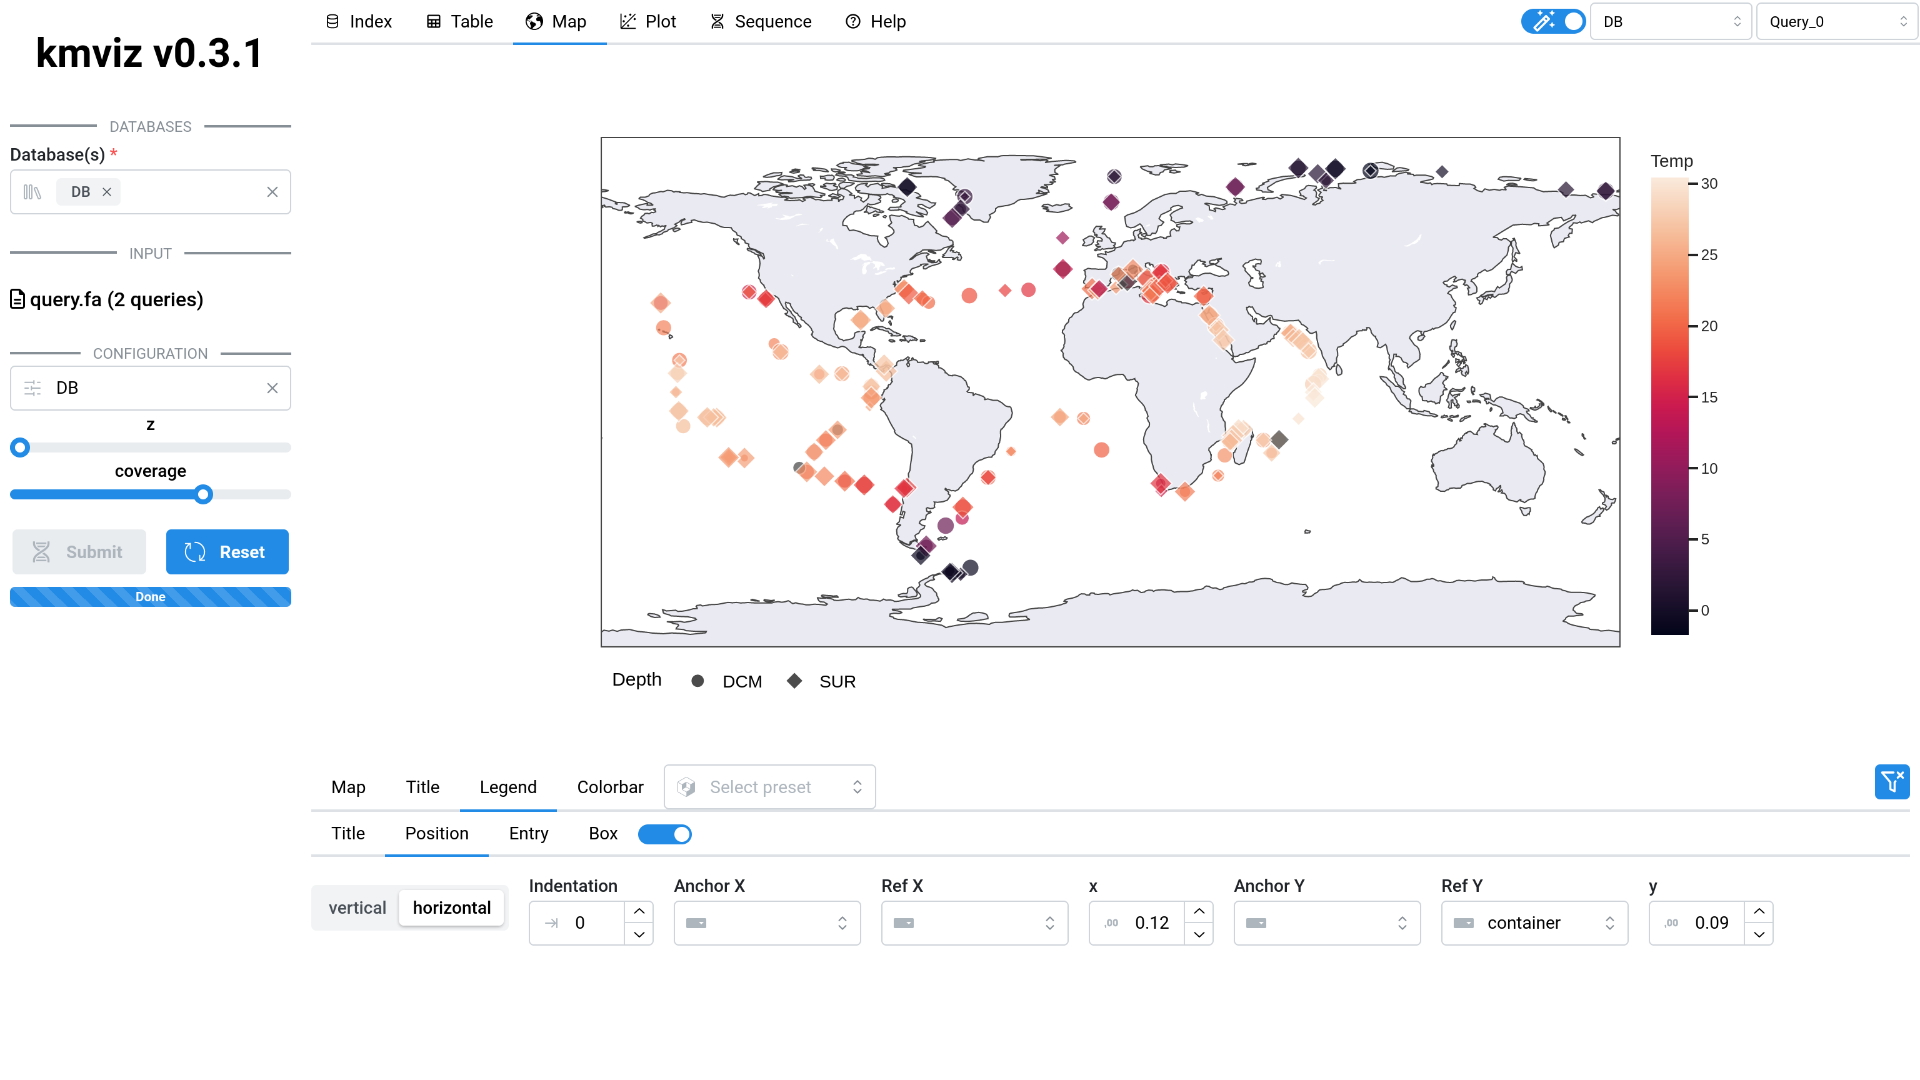 kmviz v0.3.1
Index
Table
Map
Plot
Sequence
Help
DB
Query_0
DATABASES
Database(s) *
DB
INPUT
query.fa (2 queries)
CONFIGURATION
DB
z
coverage
Submit
Reset
Done
Temp
30
25
20
15
10
5
0
Depth
DCM
SUR
Map
Title
Legend
Colorbar
Select preset
Title
Position
Entry
Box
vertical
horizontal
Indentation
0
Anchor X
Ref X
x
,00
0.12
Anchor Y
Ref Y
container
y
,00
0.09